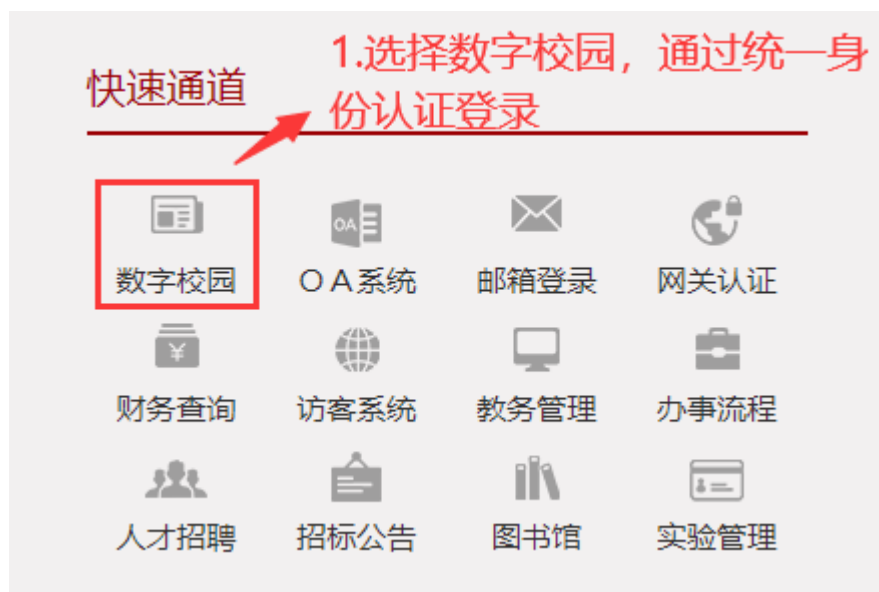 1.选择数字校园，通过统一身
份认证登录
快速通道
数字校园 OA系统 邮箱登录 网关认证
财务查询 访客系统 教务管理 办事流程
人才招聘 招标公告 图书馆 实验管理